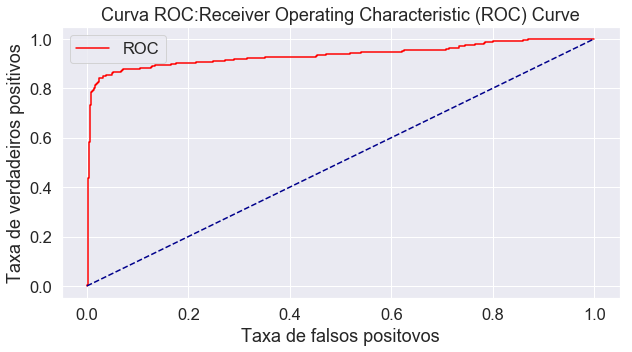 Curva ROC:Receiver Operating Characteristic (ROC) Curve
ROC
1.0
0.8
0.6
0.4
0.2
0.0
Taxa de verdadeiros positivos
0.0 0.2 0.4 0.6 0.8 1.0
Taxa de falsos positovos